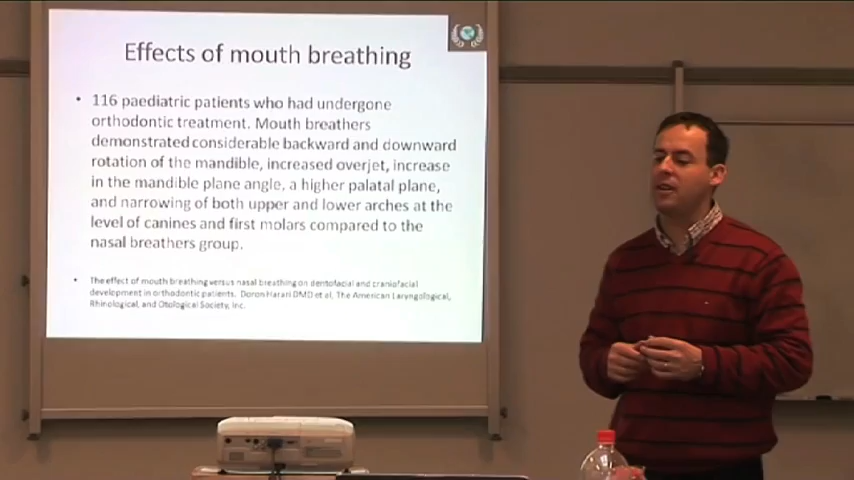 Effects of mouth breathing
• 116 paediatric patients who had undergone
orthodontic treatment. Mouth breathers
demonstrated considerable backward and downward
rotation of the mandible, increased overjet, increase
in the mandible plane angle, a higher palatal plane,
and narrowing of both upper and lower arches at the
level of canines and first molars compared to the
nasal breathers group.
• The effect of mouth breathing versus nasal breathing on dentofacial and craniofacial
development in orthodontic patients. Doron Harari DMD et al, The American Laryngological,
Rhinological, and Otological Society, Inc.